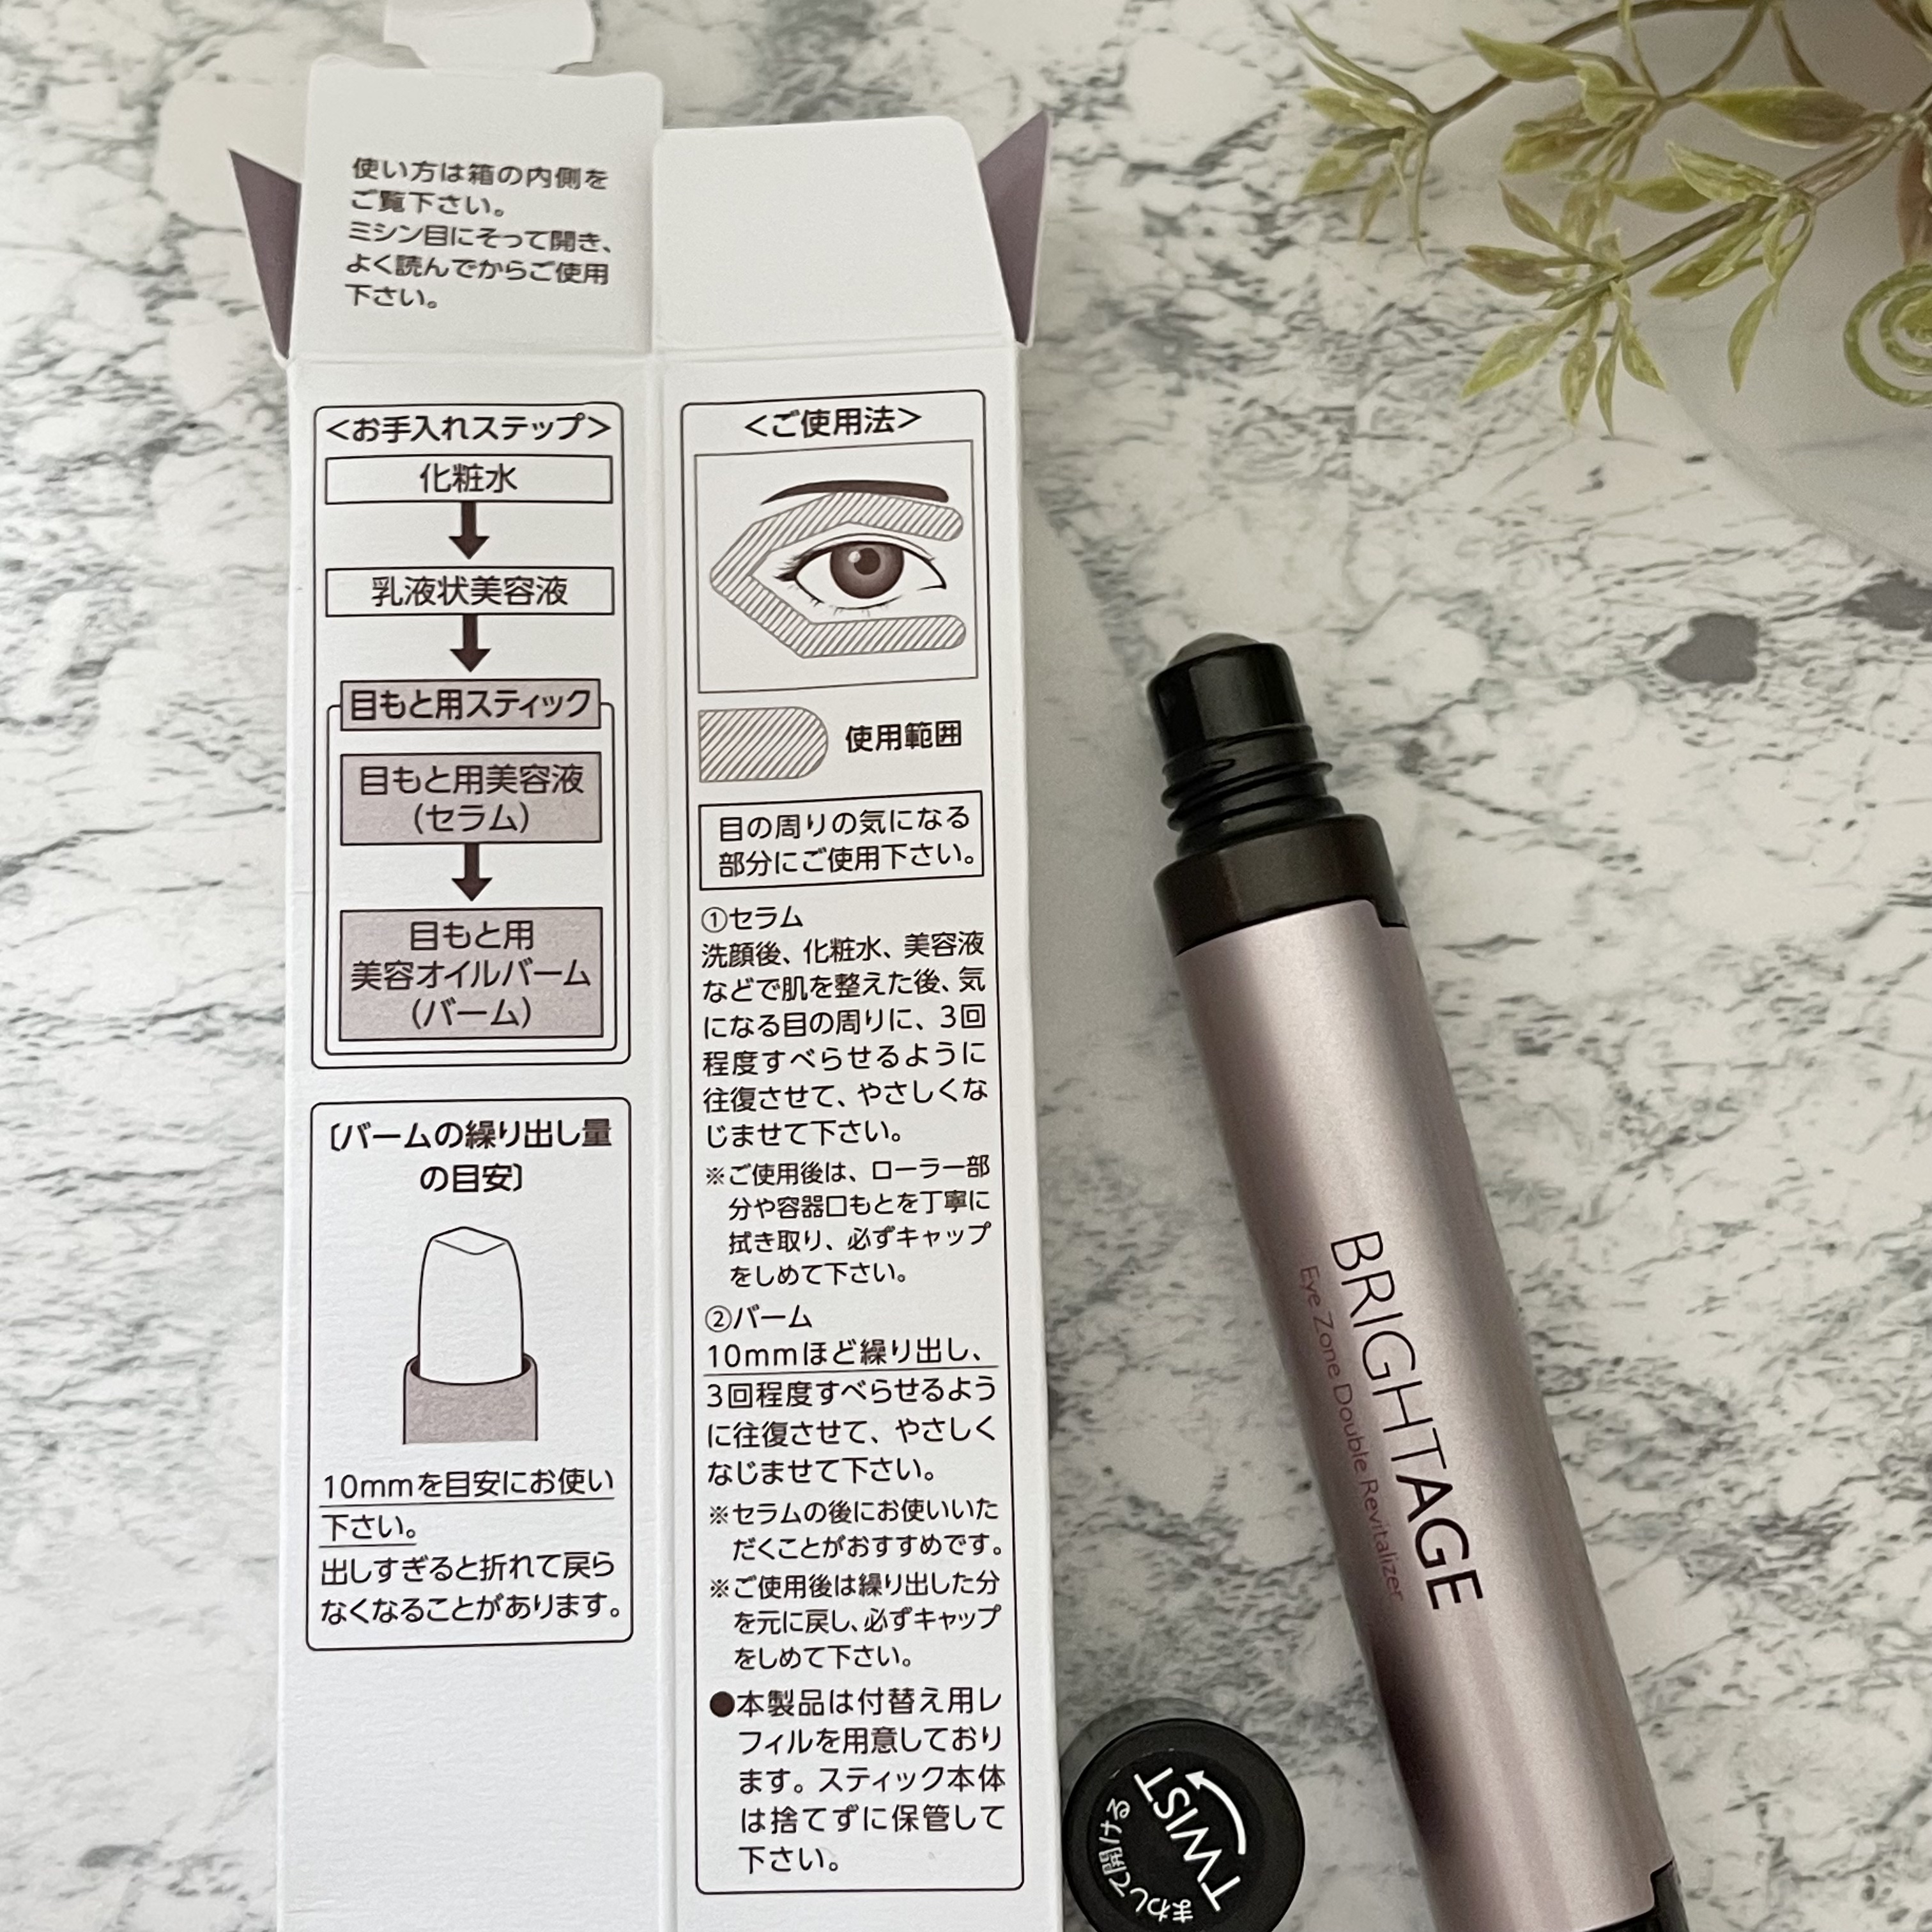 使い方は箱の内側を
ご覧下さい。
ミシン目にそって開き、
よく読んでからご使用
下さい。
<お手入れステップ>
化粧水
乳液状美容液
目もと用スティック
目もと用美容液
(セラム)
目もと用
美容オイルバーム
(バーム)
〔バームの繰り出し量
の目安〕
10mmを目安にお使い
下さい。
出しすぎると折れて戻ら
なくなることがあります。
<ご使用法>
使用範囲
目の周りの気になる
部分にご使用下さい。
①セラム
洗顔後、化粧水、美容液
などで肌を整えた後、気
になる目の周りに、3回
程度すべらせるように
往復させて、やさしくな
じませて下さい。
※ご使用後は、ローラー部
分や容器口もとを丁寧に
拭き取り、必ずキャップ
をしめて下さい。
②バーム
10mmほど繰り出し、
3回程度すべらせるよう
に往復させて、やさしく
なじませて下さい。
※セラムの後にお使いいた
だくことがおすすめです。
※ご使用後は繰り出した分
を元に戻し、必ずキャップ
をしめて下さい。
●本製品は付替え用レ
フィルを用意しており
ます。スティック本体
は捨てずに保管して
下さい。
BRIGHTAGE
Eye Zone Double Revitalizer
TWIST
まわして開ける